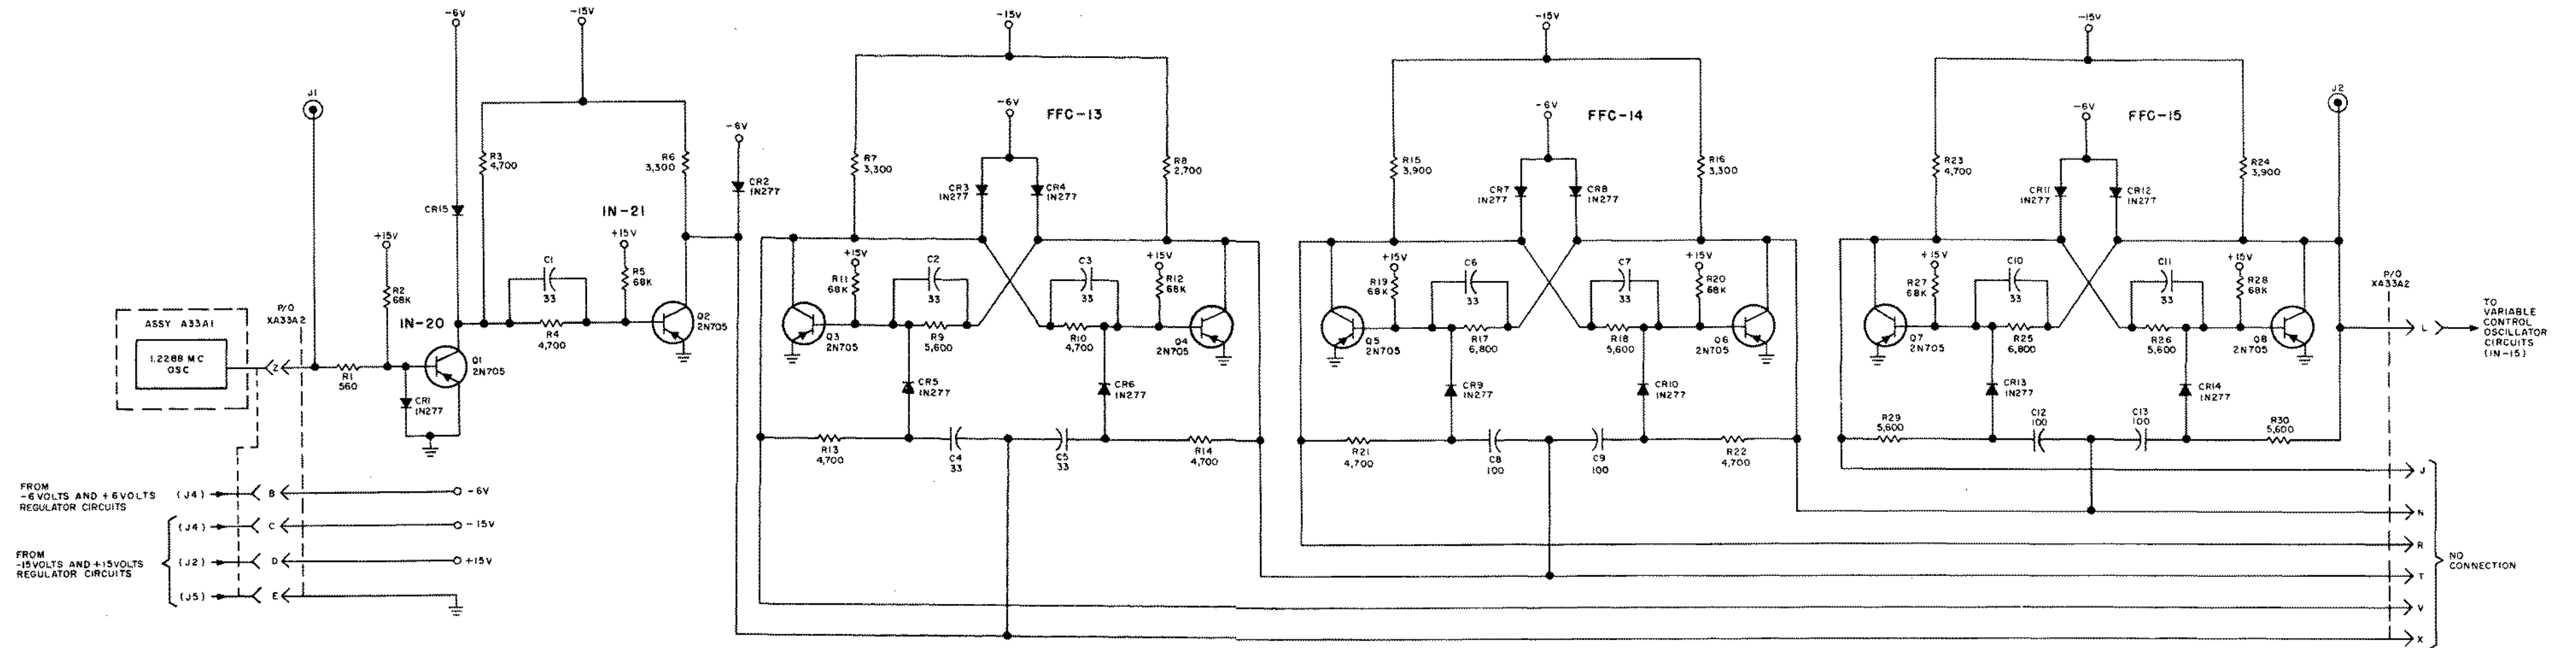 -6V
-15V
-15V
-15V
-15V
J1
-6V
-6V
-6V
-6V
J2
FFC-13
FFC-14
FFC-15
R3
4,700
R6
3,300
CR2
1N277
R7
3,300
R8
2,700
CR3
1N277
CR4
1N277
R15
3,900
R16
3,300
CR7
1N277
CR8
1N277
R23
4,700
R24
3,900
CR11
1N277
CR12
1N277
CR15
IN-21
+15V
+15V
R2
68K
C1
33
R5
68K
+15V
R11
68K
C2
33
C3
33
+15V
R12
68K
+15V
R19
68K
C6
33
C7
33
+15V
R20
68K
+15V
R27
68K
C10
33
C11
33
+15V
R28
68K
P/O
XA33A2
P/O
XA33A2
ASSY A33A1
1.2288 MC
OSC
IN-20
R4
4,700
Q2
2N705
Q3
2N705
R9
5,600
R10
4,700
Q4
2N705
Q5
2N705
R17
6,800
R18
5,600
Q6
2N705
Q7
2N705
R25
6,800
R26
5,600
Q8
2N705
L
TO
VARIABLE
CONTROL
OSCILLATOR
CIRCUITS
(IN-15)
Z
R1
560
Q1
2N705
CR1
1N277
CR5
1N277
CR6
1N277
CR9
1N277
CR10
1N277
CR13
1N277
CR14
1N277
R13
4,700
C4
33
C5
33
R14
4,700
R21
4,700
C8
100
C9
100
R22
4,700
R29
5,600
C12
100
C13
100
R30
5,600
FROM
-6VOLTS AND +6VOLTS
REGULATOR CIRCUITS
(J4)
B
-6V
(J4)
C
-15V
FROM
-15VOLTS AND +15VOLTS
REGULATOR CIRCUITS
(J2)
D
+15V
(J5)
E
J
N
R
T
V
X
NO
CONNECTION